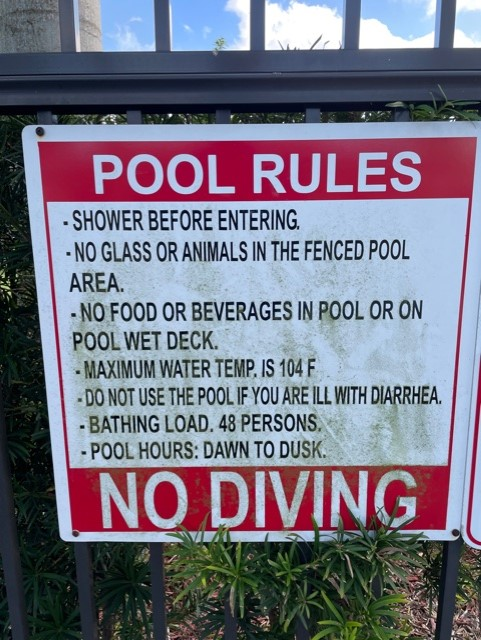 POOL RULES
- SHOWER BEFORE ENTERING.
- NO GLASS OR ANIMALS IN THE FENCED POOL
AREA.
- NO FOOD OR BEVERAGES IN POOL OR ON
POOL WET DECK.
- MAXIMUM WATER TEMP. IS 104 F
- DO NOT USE THE POOL IF YOU ARE ILL WITH DIARRHEA.
- BATHING LOAD. 48 PERSONS.
- POOL HOURS: DAWN TO DUSK.
NO DIVING